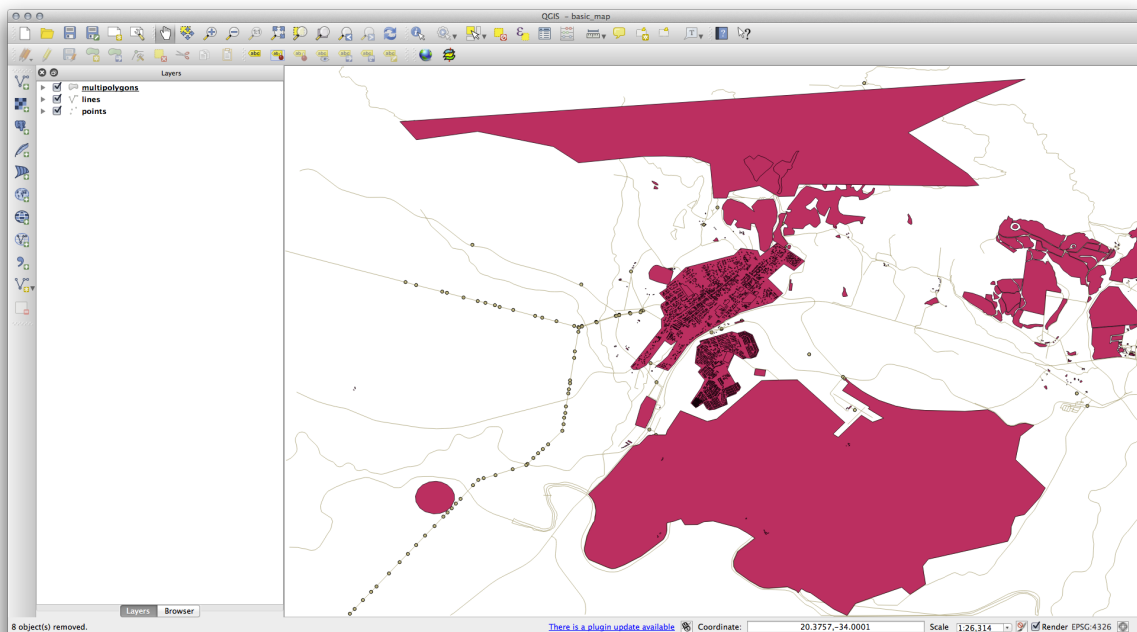 QGIS - basic_map
abc
Layers
multipolygons
lines
points
Layers
Browser
8 object(s) removed.
There is a plugin update available
Coordinate:
20.3757,-34.0001
Scale
1:26,314
Render
EPSG:4326